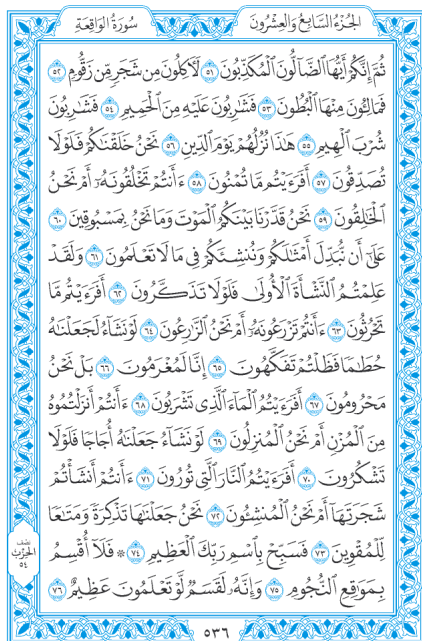 الجُزْءُ السَّابِعُ وَالعِشْرُونَ
سُورَةُ الوَاقِعَةِ
ثُمَّ إِنَّكُمْ أَيُّهَا ٱلضَّآلُّونَ ٱلْمُكَذِّبُونَ ٥١ لَأٓكِلُونَ مِن شَجَرٍ مِّن زَقُّومٍ ٥٢
فَمَالِـُٔونَ مِنْهَا ٱلْبُطُونَ ٥٣ فَشَٰرِبُونَ عَلَيْهِ مِنَ ٱلْحَمِيمِ ٥٤ فَشَٰرِبُونَ
شُرْبَ ٱلْهِيمِ ٥٥ هَٰذَا نُزُلُهُمْ يَوْمَ ٱلدِّينِ ٥٦ نَحْنُ خَلَقْنَٰكُمْ فَلَوْلَا
تُصَدِّقُونَ ٥٧ أَفَرَءَيْتُم مَّا تُمْنُونَ ٥٨ ءَأَنتُمْ تَخْلُقُونَهُۥٓ أَمْ نَحْنُ
ٱلْخَٰلِقُونَ ٥٩ نَحْنُ قَدَّرْنَا بَيْنَكُمُ ٱلْمَوْتَ وَمَا نَحْنُ بِمَسْبُوقِينَ ٦٠
عَلَىٰٓ أَن نُّبَدِّلَ أَمْثَٰلَكُمْ وَنُنشِئَكُمْ فِى مَا لَا تَعْلَمُونَ ٦١ وَلَقَدْ
عَلِمْتُمُ ٱلنَّشْأَةَ ٱلْأُولَىٰ فَلَوْلَا تَذَكَّرُونَ ٦٢ أَفَرَءَيْتُم مَّا
تَحْرُثُونَ ٦٣ ءَأَنتُمْ تَزْرَعُونَهُۥٓ أَمْ نَحْنُ ٱلزَّٰرِعُونَ ٦٤ لَوْ نَشَآءُ لَجَعَلْنَٰهُ
حُطَٰمًا فَظَلْتُمْ تَفَكَّهُونَ ٦٥ إِنَّا لَمُغْرَمُونَ ٦٦ بَلْ نَحْنُ
مَحْرُومُونَ ٦٧ أَفَرَءَيْتُمُ ٱلْمَآءَ ٱلَّذِى تَشْرَبُونَ ٦٨ ءَأَنتُمْ أَنزَلْتُمُوهُ
مِنَ ٱلْمُزْنِ أَمْ نَحْنُ ٱلْمُنزِلُونَ ٦٩ لَوْ نَشَآءُ جَعَلْنَٰهُ أُجَاجًا فَلَوْلَا
تَشْكُرُونَ ٧٠ أَفَرَءَيْتُمُ ٱلنَّارَ ٱلَّتِى تُورُونَ ٧١ ءَأَنتُمْ أَنشَأْتُمْ
شَجَرَتَهَآ أَمْ نَحْنُ ٱلْمُنشِـُٔونَ ٧٢ نَحْنُ جَعَلْنَٰهَا تَذْكِرَةً وَمَتَٰعًا
لِّلْمُقْوِينَ ٧٣ فَسَبِّحْ بِٱسْمِ رَبِّكَ ٱلْعَظِيمِ ٧٤ ۞ فَلَآ أُقْسِمُ
بِمَوَٰقِعِ ٱلنُّجُومِ ٧٥ وَإِنَّهُۥ لَقَسَمٌ لَّوْ تَعْلَمُونَ عَظِيمٌ ٧٦
نصف
الحزب
٥٤
٥٣٦